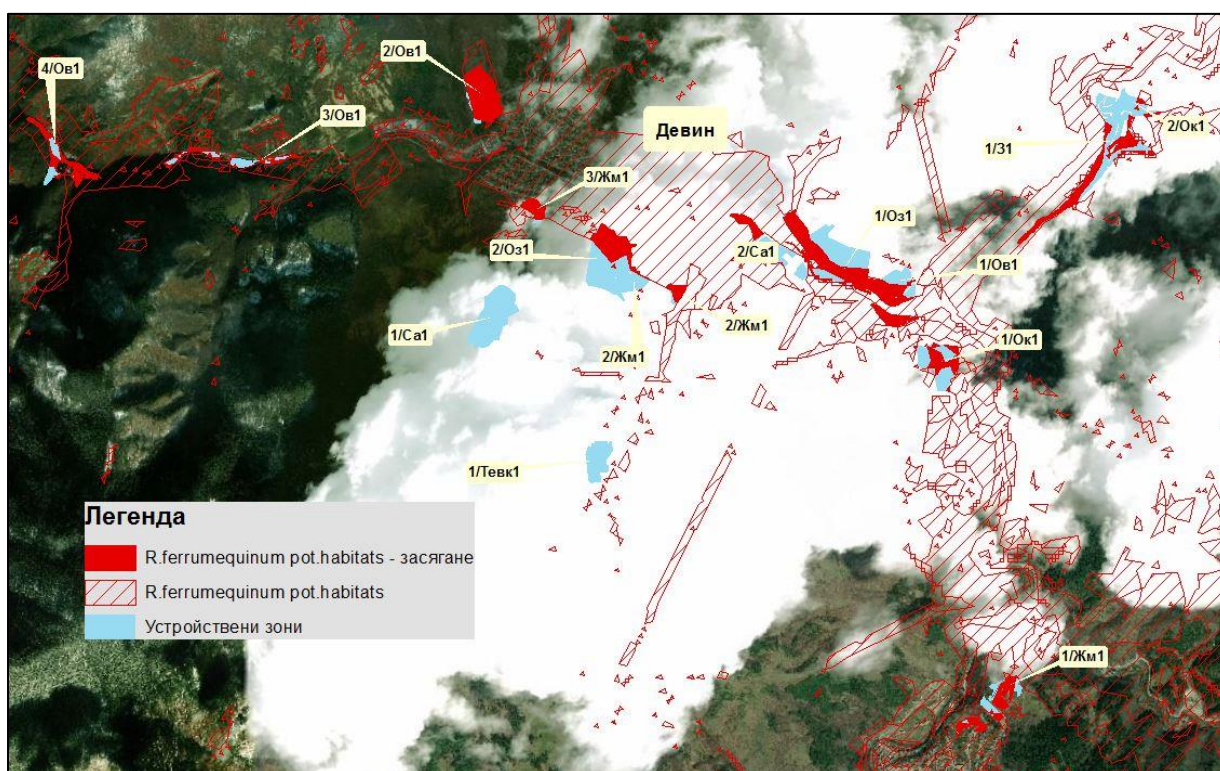 4/Ов1
2/Ов1
3/Ов1
Девин
2/Ок1
1/З1
3/Жм1
1/Оз1
2/Оз1
2/Са1
1/Ов1
1/Са1
2/Жм1
2/Жм1
1/Ок1
1/Тевк1
Легенда
R.ferrumequinum pot.habitats - засягане
R.ferrumequinum pot.habitats
Устройствени зони
1/Жм1